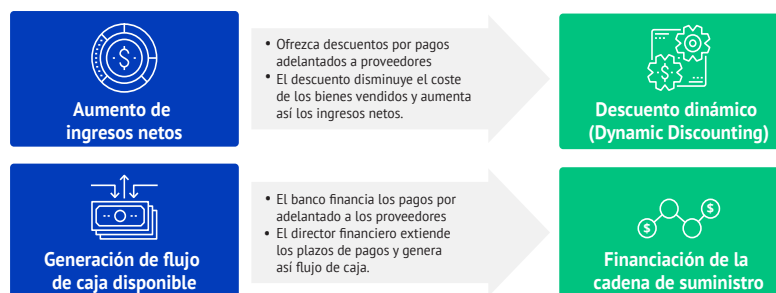 Aumento de
ingresos netos
• Ofrezca descuentos por pagos
adelantados a proveedores
• El descuento disminuye el coste
de los bienes vendidos y aumenta
así los ingresos netos.
$
$
Descuento dinámico
(Dynamic Discounting)
Generación de flujo
de caja disponible
• El banco financia los pagos por
adelantado a los proveedores
• El director financiero extiende
los plazos de pagos y genera
así flujo de caja.
$
$
Financiación de la
cadena de suministro